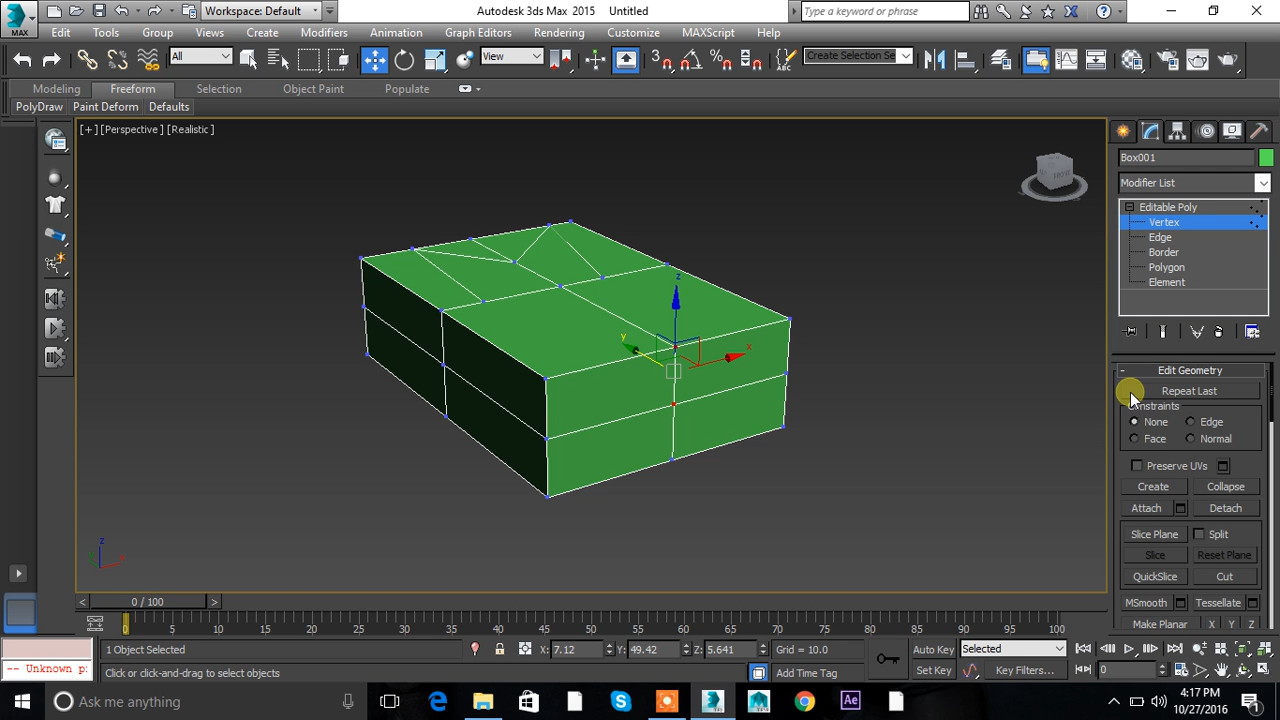 Workspace: Default
Autodesk 3ds Max 2015 Untitled
Type a keyword or phrase
MAX
Edit Tools Group Views Create Modifiers Animation Graph Editors Rendering Customize MAXScript Help
All View Create Selection Se
Modeling Freeform Selection Object Paint Populate
PolyDraw Paint Deform Defaults
[+] [Perspective] [Realistic]
Box001
Modifier List
Editable Poly
Vertex
Edge
Border
Polygon
Element
z
y
x
- Edit Geometry
Repeat Last
Constraints
None Edge
Face Normal
Preserve UVs
Create Collapse
Attach Detach
Slice Plane Split
Slice Reset Plane
QuickSlice Cut
MSmooth Tessellate
Make Planar X Y Z
z
< 0 / 100 >
0 5 10 15 20 25 30 35 40 45 50 55 60 65 70 75 80 85 90 95 100
1 Object Selected X: 7.12 Y: 49.42 Z: 5.641 Grid = 10.0 Auto Key Selected
-- Unknown pr Click or click-and-drag to select objects Add Time Tag Set Key Key Filters... 0
Ask me anything
Ae
4:17 PM
10/27/2016
1